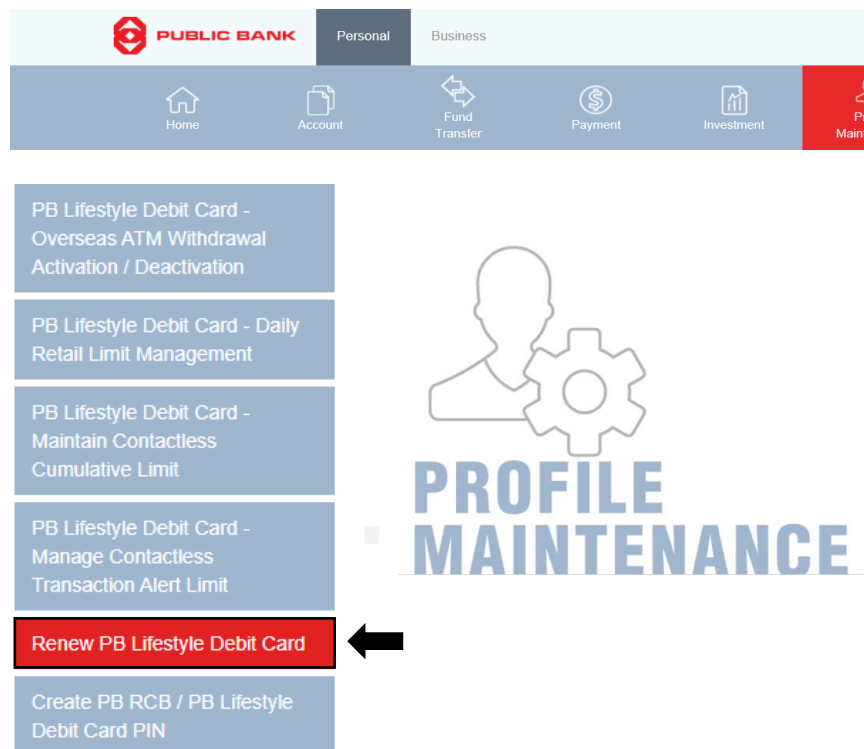 PUBLIC BANK
Personal
Business
Home
Account
Fund
Transfer
Payment
Investment
PB Lifestyle Debit Card -
Overseas ATM Withdrawal
Activation / Deactivation
PB Lifestyle Debit Card - Daily
Retail Limit Management
PB Lifestyle Debit Card -
Maintain Contactless
Cumulative Limit
PB Lifestyle Debit Card -
Manage Contactless
Transaction Alert Limit
Renew PB Lifestyle Debit Card
Create PB RCB / PB Lifestyle
Debit Card PIN
PROFILE
MAINTENANCE